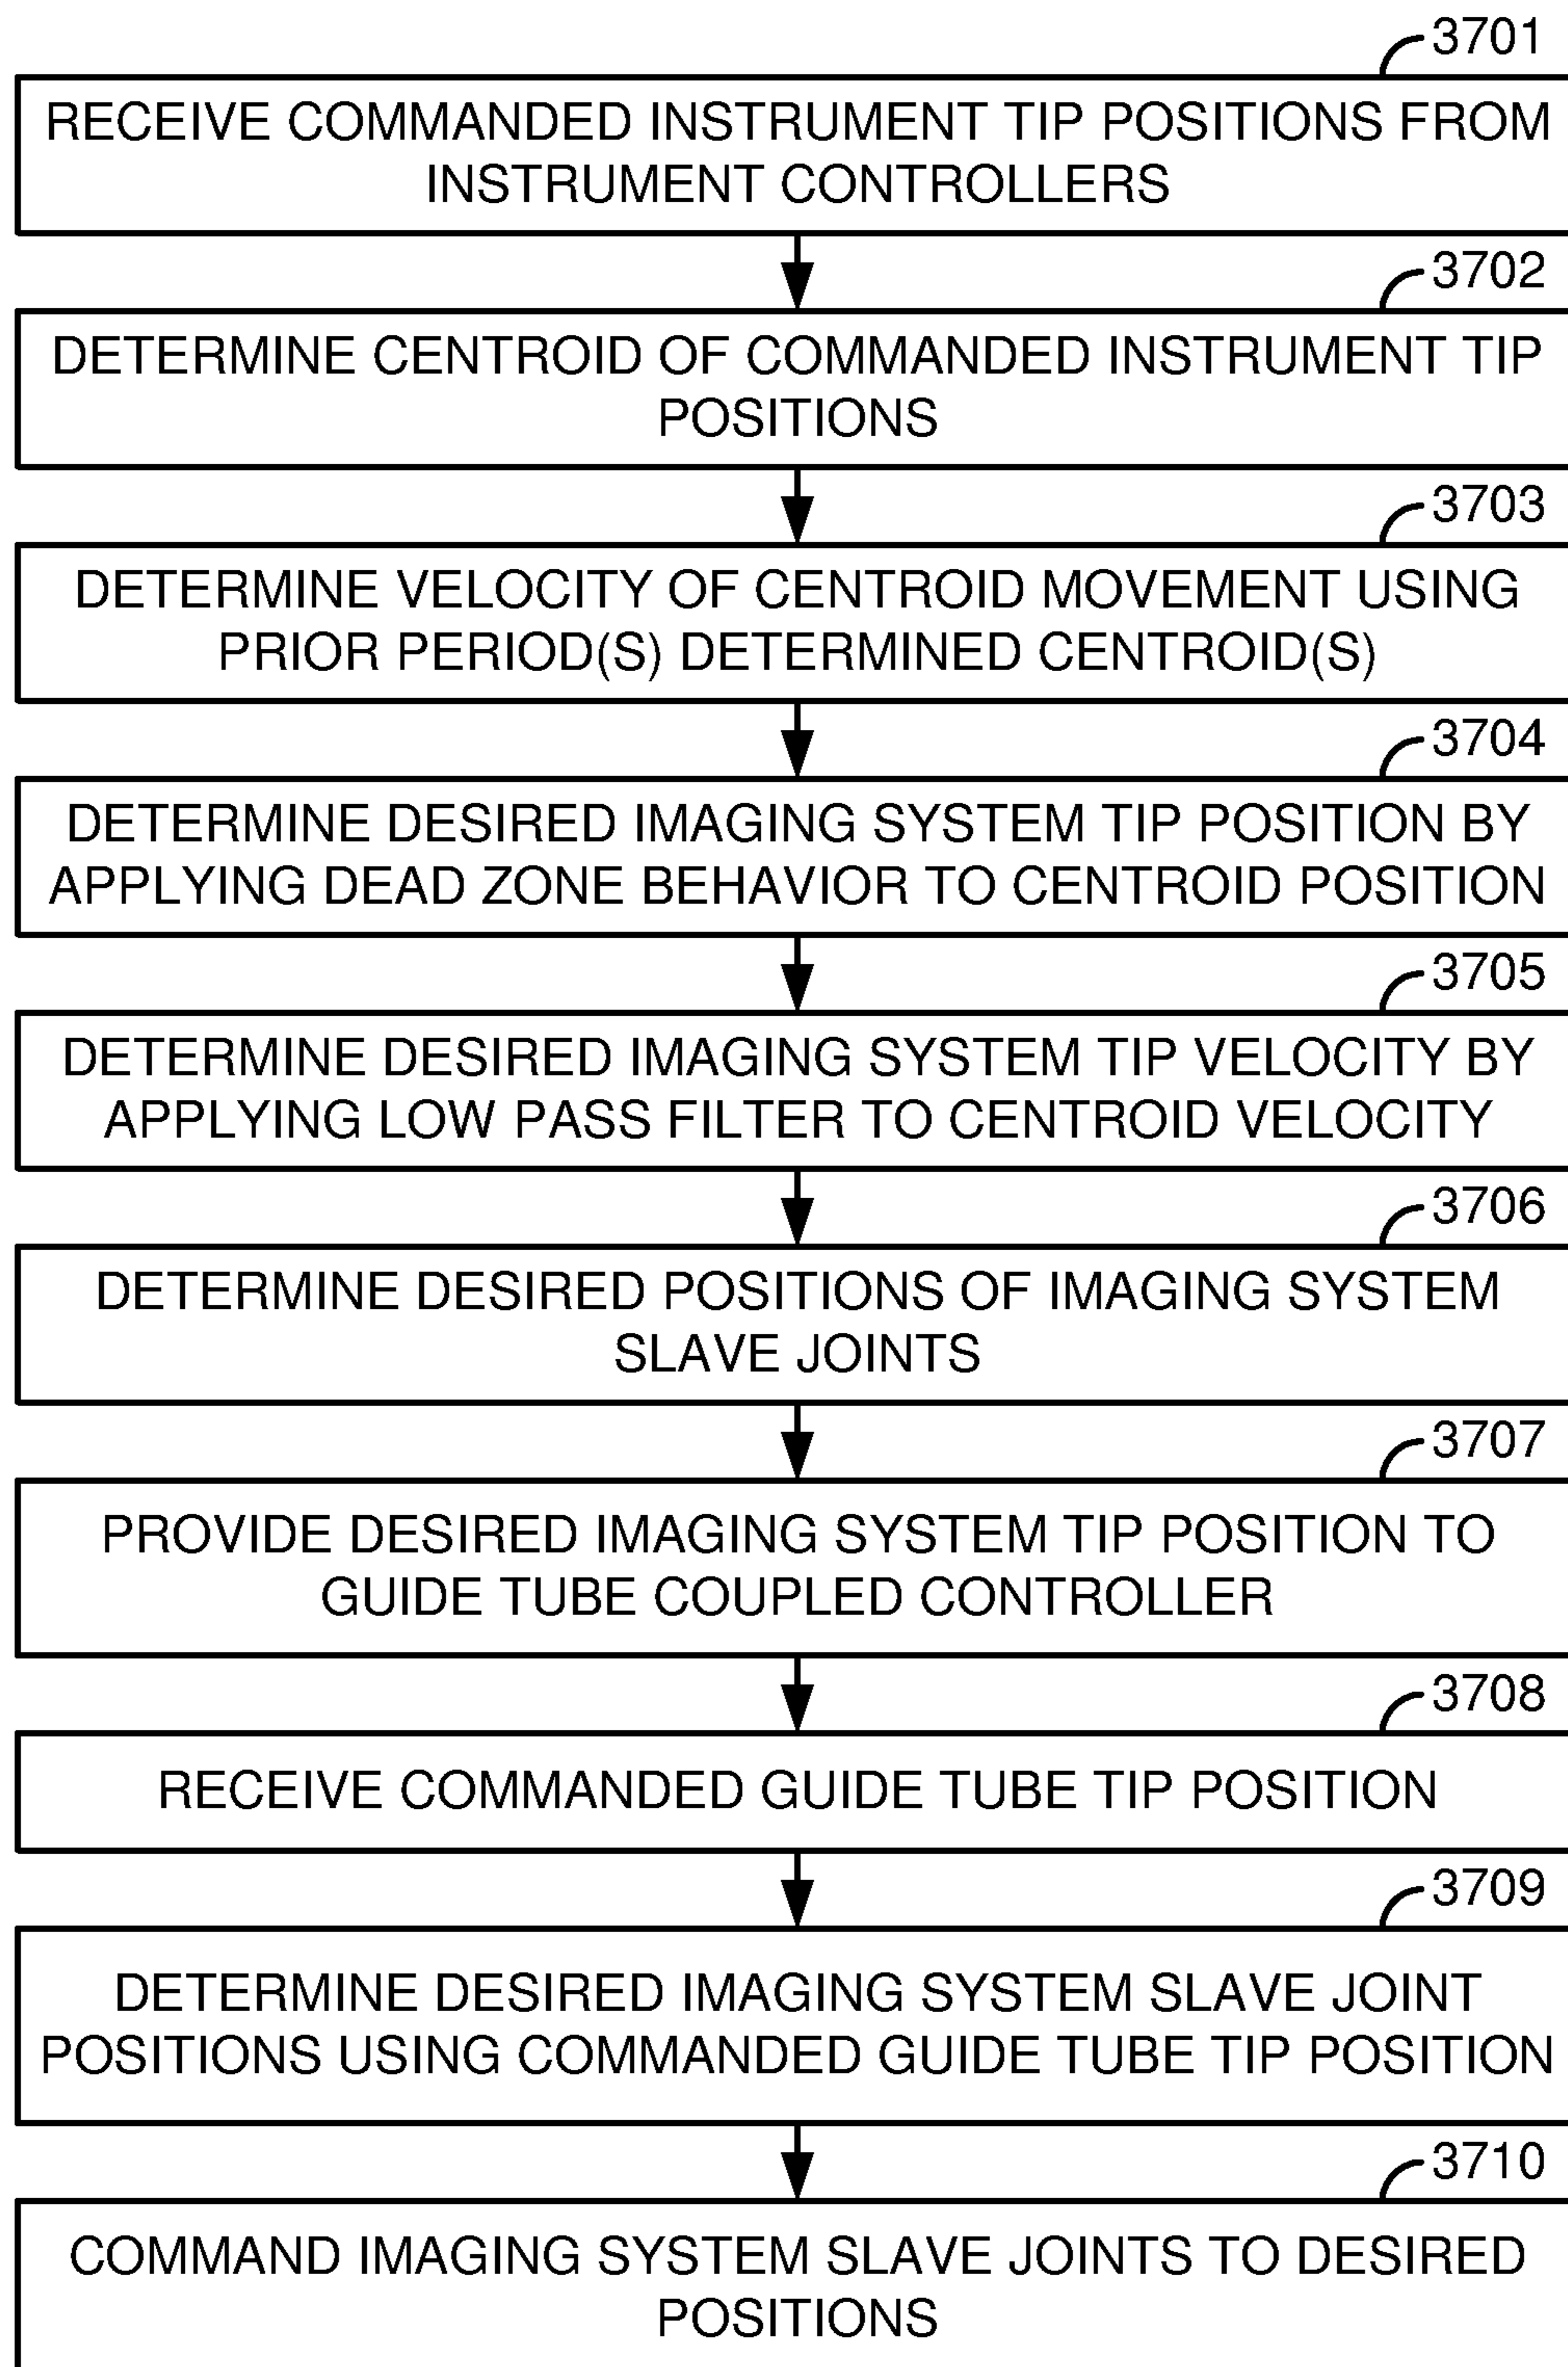 3701
RECEIVE COMMANDED INSTRUMENT TIP POSITIONS FROM
INSTRUMENT CONTROLLERS
3702
DETERMINE CENTROID OF COMMANDED INSTRUMENT TIP
POSITIONS
3703
DETERMINE VELOCITY OF CENTROID MOVEMENT USING
PRIOR PERIOD(S) DETERMINED CENTROID(S)
3704
DETERMINE DESIRED IMAGING SYSTEM TIP POSITION BY
APPLYING DEAD ZONE BEHAVIOR TO CENTROID POSITION
3705
DETERMINE DESIRED IMAGING SYSTEM TIP VELOCITY BY
APPLYING LOW PASS FILTER TO CENTROID VELOCITY
3706
DETERMINE DESIRED POSITIONS OF IMAGING SYSTEM
SLAVE JOINTS
3707
PROVIDE DESIRED IMAGING SYSTEM TIP POSITION TO
GUIDE TUBE COUPLED CONTROLLER
3708
RECEIVE COMMANDED GUIDE TUBE TIP POSITION
3709
DETERMINE DESIRED IMAGING SYSTEM SLAVE JOINT
POSITIONS USING COMMANDED GUIDE TUBE TIP POSITION
3710
COMMAND IMAGING SYSTEM SLAVE JOINTS TO DESIRED
POSITIONS